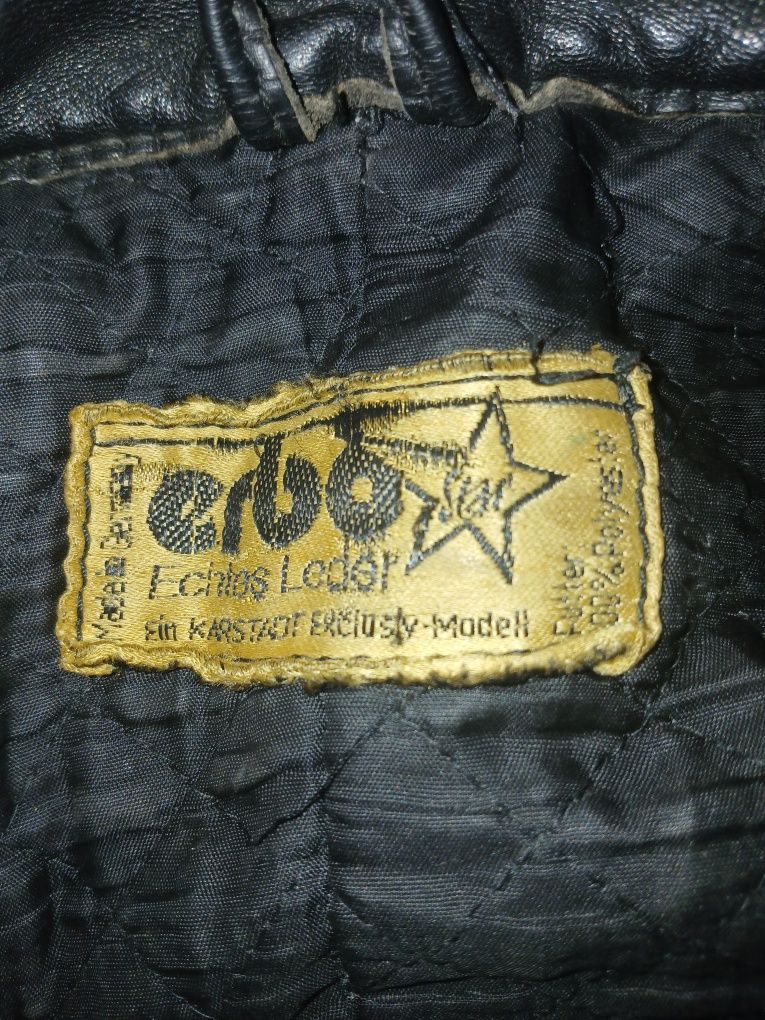 erbo
Star
Echtes Leder
Ein KARSTADT Exclusiv-Modell
Made in Germany
Futter
100% Polyester